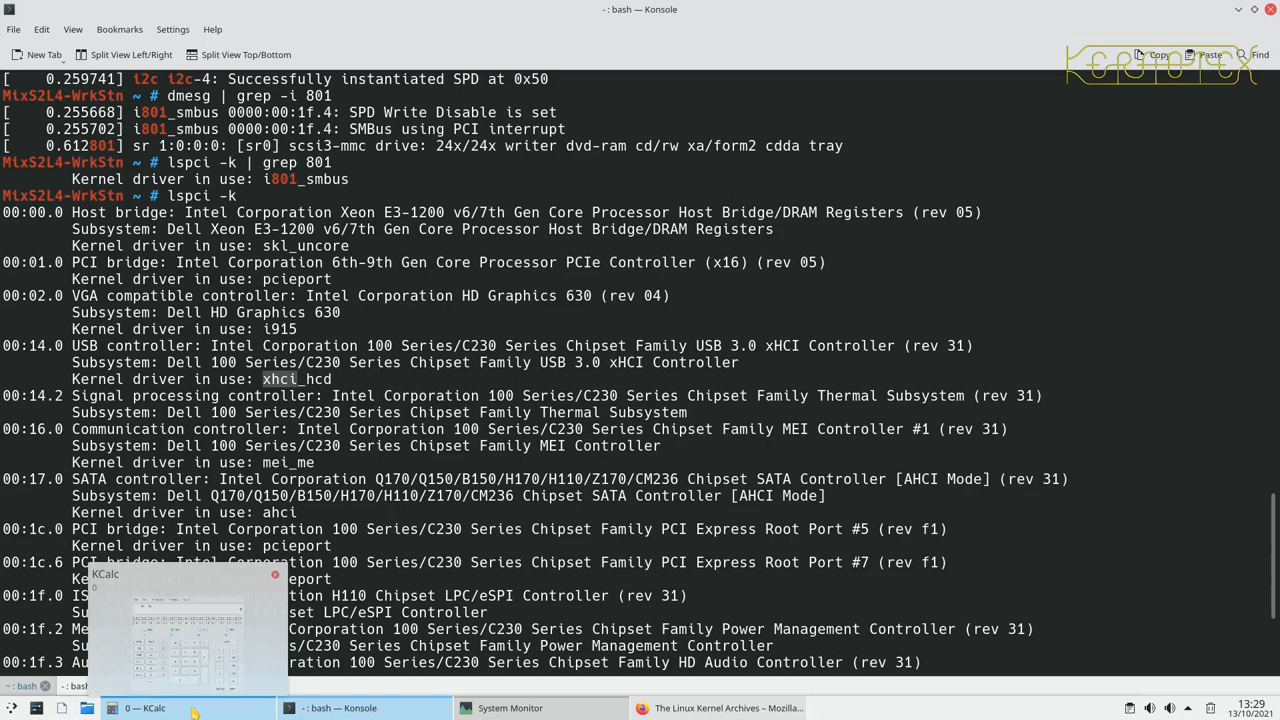 - : bash — Konsole
File Edit View Bookmarks Settings Help
New Tab Split View Left/Right Split View Top/Bottom Copy Paste Find
[    0.259741] i2c i2c-4: Successfully instantiated SPD at 0x50
MixS2L4-WrkStn ~ # dmesg | grep -i 801
[    0.255668] i801_smbus 0000:00:1f.4: SPD Write Disable is set
[    0.255702] i801_smbus 0000:00:1f.4: SMBus using PCI interrupt
[    0.612801] sr 1:0:0:0: [sr0] scsi3-mmc drive: 24x/24x writer dvd-ram cd/rw xa/form2 cdda tray
MixS2L4-WrkStn ~ # lspci -k | grep 801
Kernel driver in use: i801_smbus
MixS2L4-WrkStn ~ # lspci -k
00:00.0 Host bridge: Intel Corporation Xeon E3-1200 v6/7th Gen Core Processor Host Bridge/DRAM Registers (rev 05)
Subsystem: Dell Xeon E3-1200 v6/7th Gen Core Processor Host Bridge/DRAM Registers
Kernel driver in use: skl_uncore
00:01.0 PCI bridge: Intel Corporation 6th-9th Gen Core Processor PCIe Controller (x16) (rev 05)
Kernel driver in use: pcieport
00:02.0 VGA compatible controller: Intel Corporation HD Graphics 630 (rev 04)
Subsystem: Dell HD Graphics 630
Kernel driver in use: i915
00:14.0 USB controller: Intel Corporation 100 Series/C230 Series Chipset Family USB 3.0 xHCI Controller (rev 31)
Subsystem: Dell 100 Series/C230 Series Chipset Family USB 3.0 xHCI Controller
Kernel driver in use: xhci_hcd
00:14.2 Signal processing controller: Intel Corporation 100 Series/C230 Series Chipset Family Thermal Subsystem (rev 31)
Subsystem: Dell 100 Series/C230 Series Chipset Family Thermal Subsystem
00:16.0 Communication controller: Intel Corporation 100 Series/C230 Series Chipset Family MEI Controller #1 (rev 31)
Subsystem: Dell 100 Series/C230 Series Chipset Family MEI Controller
Kernel driver in use: mei_me
00:17.0 SATA controller: Intel Corporation Q170/Q150/B150/H170/H110/Z170/CM236 Chipset SATA Controller [AHCI Mode] (rev 31)
Subsystem: Dell Q170/Q150/B150/H170/H110/Z170/CM236 Chipset SATA Controller [AHCI Mode]
Kernel driver in use: ahci
00:1c.0 PCI bridge: Intel Corporation 100 Series/C230 Series Chipset Family PCI Express Root Port #5 (rev f1)
Kernel driver in use: pcieport
00:1c.6 PCI bridge: Intel Corporation 100 Series/C230 Series Chipset Family PCI Express Root Port #7 (rev f1)
KCalc
0
Ke ieport
00:1f.0 IS ration H110 Chipset LPC/eSPI Controller (rev 31)
Su set LPC/eSPI Controller
00:1f.2 Me ration 100 Series/C230 Series Chipset Family Power Management Controller (rev 31)
Su es Chipset Family Power Management Controller
00:1f.3 Au ration 100 Series/C230 Series Chipset Family HD Audio Controller (rev 31)
~ : bash - : bash
0 — KCalc - : bash — Konsole System Monitor The Linux Kernel Archives – Mozilla... 13:29
13/10/2021